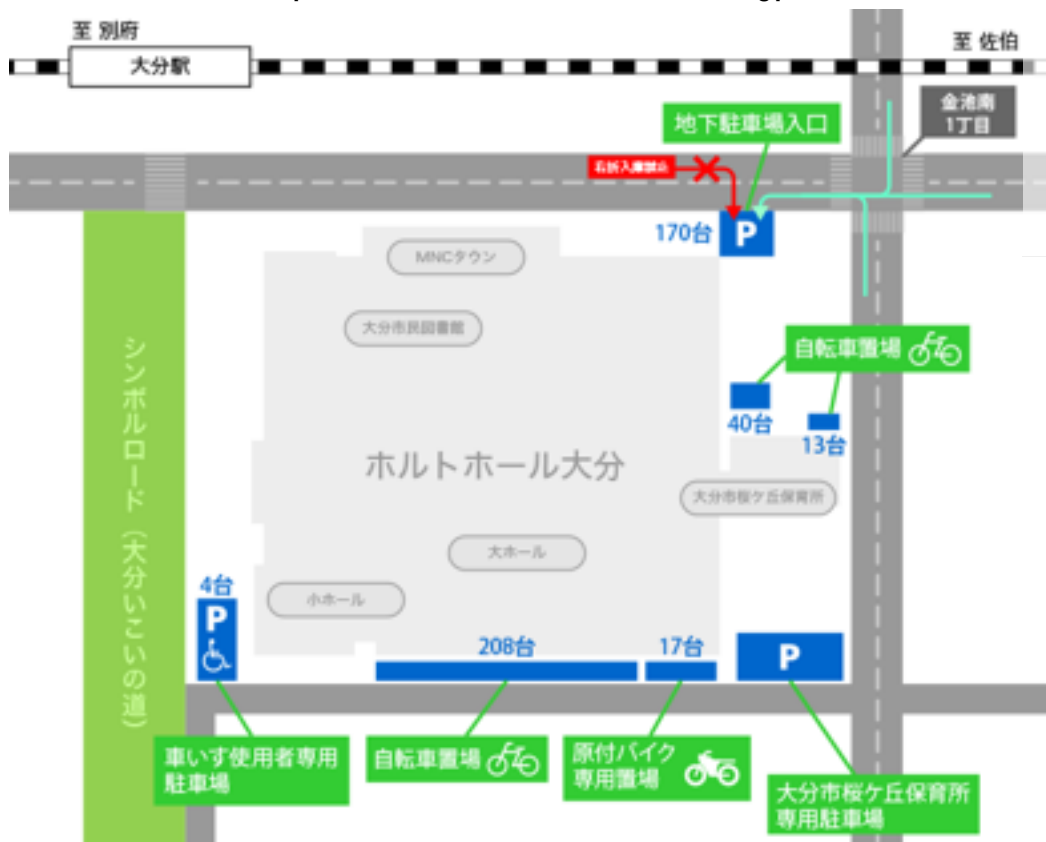 至 別府
大分駅
至 佐伯
金池南
1丁目
地下駐車場入口
右折入庫禁止
170台
P
MNCタウン
大分市民図書館
自転車置場
40台
13台
ホルトホール大分
大分市桜ケ丘保育所
大ホール
小ホール
シンボルロード（大分いこいの道）
4台
P
208台
17台
P
車いす使用者専用
駐車場
自転車置場
原付バイク
専用置場
大分市桜ケ丘保育所
専用駐車場